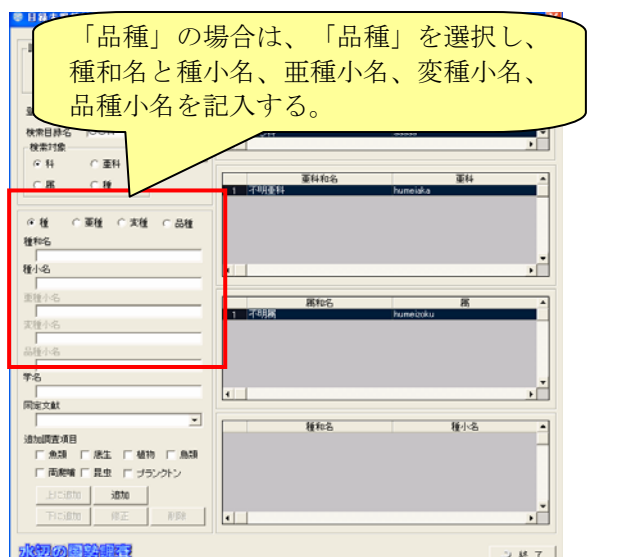 「品種」の場合は、「品種」を選択し、
種和名と種小名、亜種小名、変種小名、
品種小名を記入する。
検索目録名
検索対象
科 亜科
属 種
種 亜種 変種 品種
種和名
種小名
亜種小名
変種小名
品種小名
学名
同定文献
追加調査項目
魚類 底生 植物 鳥類
両爬哺 昆虫 プランクトン
上に追加 追加
下に追加 修正 削除
亜科和名 亜科
1 不明亜科 humeiaka
属和名 属
1 不明属 humeizoku
種和名 種小名
水辺の国勢調査
終了